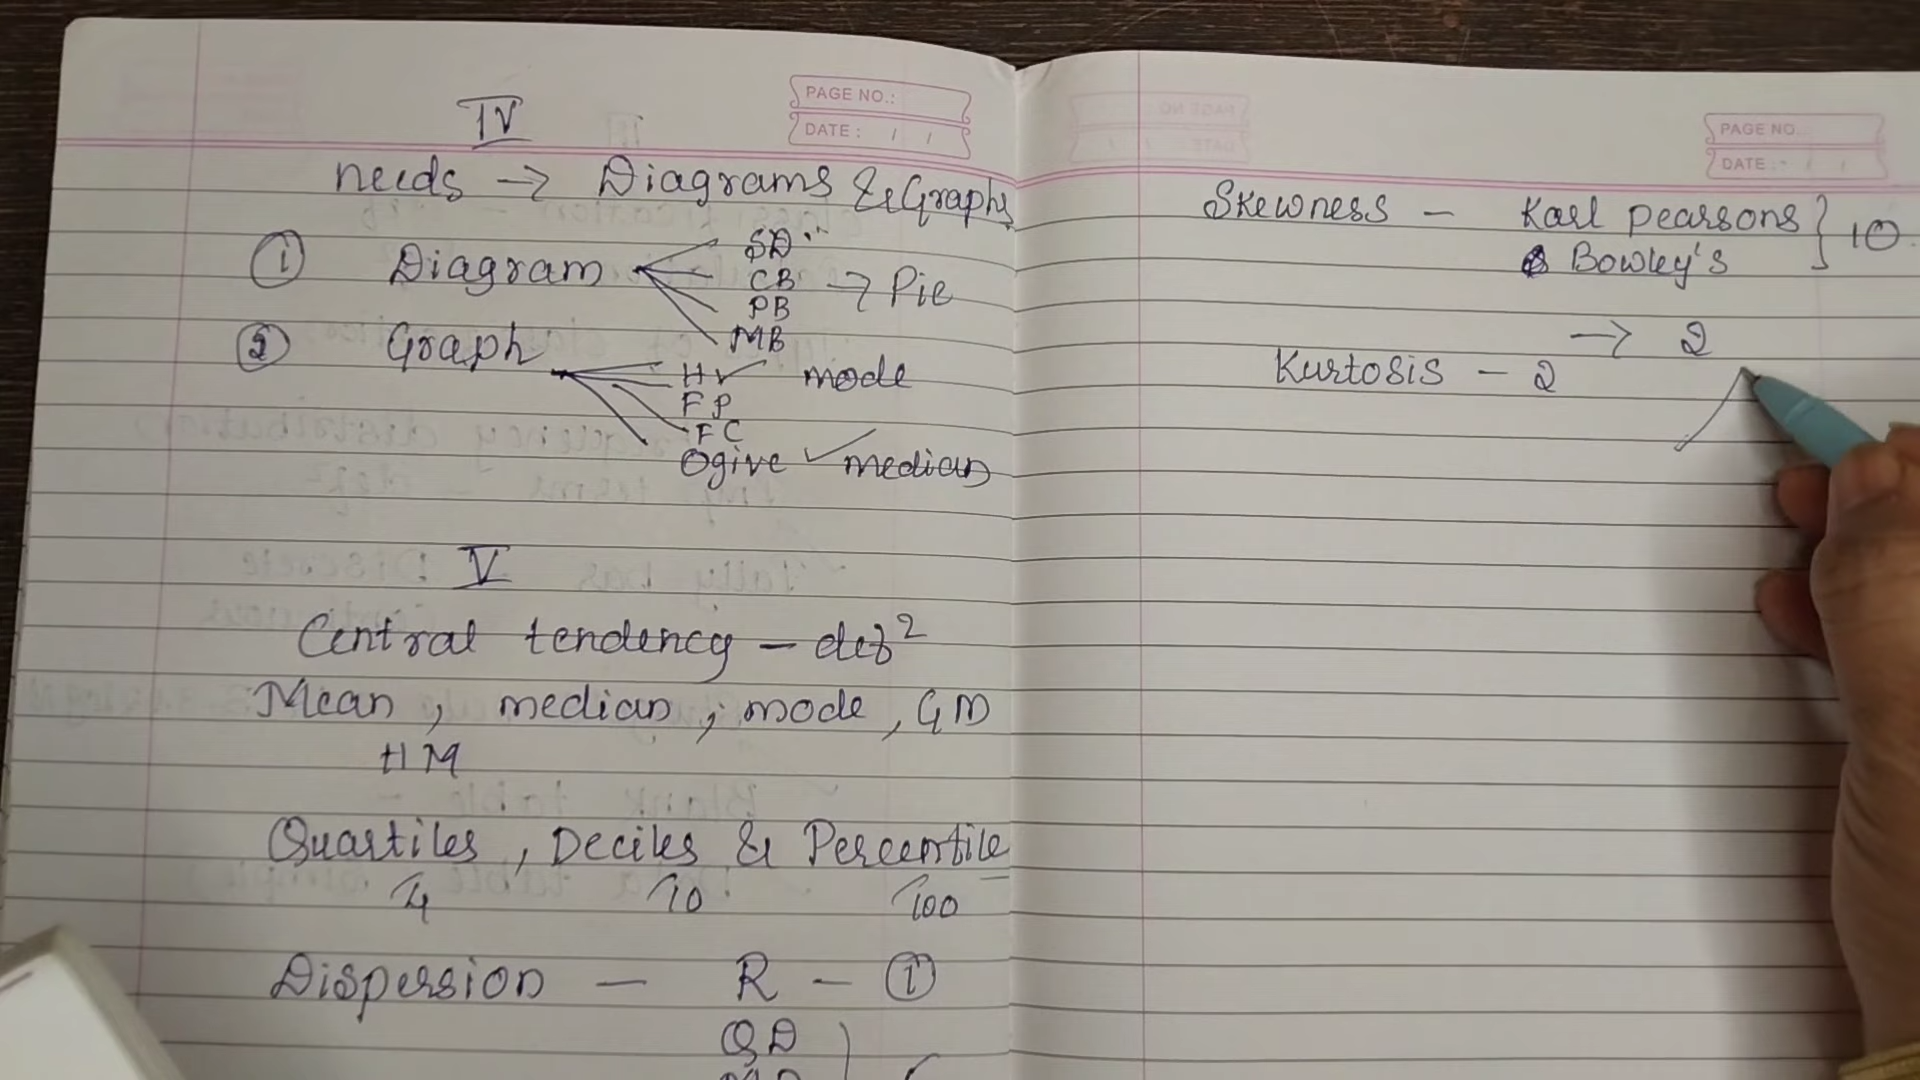 IV
PAGE NO.:
DATE : / /
needs → Diagrams & Graphs
① Diagram
SD
CB → Pie
PB
MB
② Graph
H ✓ mode
FP
FC
Ogive ✓ median
V
Central tendency – def 2
Mean, median, mode, GM
HM
Quartiles, Deciles & Percentile
4 10 100
Dispersion – R – ①
QD
PAGE NO.
DATE :- / /
Skewness – Karl pearsons } 10
& Bowley's
→ 2
Kurtosis – 2